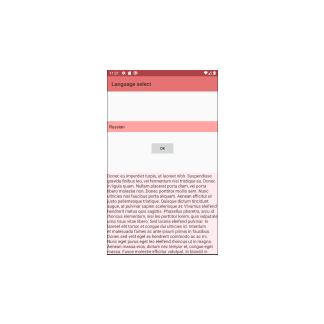 11:21
Language select
Russian
OK
Donec eu imperdiet turpis, ut laoreet nibh. Suspendisse
gravida finibus leo, vel fermentum nisi tristique eu. Donec
in ligula quam. Nullam placerat porta diam, vel porta
libero molestie non. Donec porttitor mollis sem. Nunc
ultricies nisi faucibus porta aliquam. Aenean efficitur at
justo pellentesque tristique. Quisque dictum tincidunt
augue, at pulvinar sapien scelerisque et. Vivamus eleifend
hendrerit metus quis sagittis. Phasellus pharetra, arcu id
rhoncus elementum, nisi leo porttitor lorem, quis vulputate
urna risus vitae libero. Sed lacinia eleifend pulvinar. In
laoreet elit tortor, et congue dui ultricies id. Interdum
et malesuada fames ac ante ipsum primis in faucibus.
Donec sed velit eget ex hendrerit commodo ac ac mi.
Nunc eget purus eget leo eleifend rhoncus ut in magna.
Aenean massa eros, dictum nec tempor et, congue eget
massa. Fusce molestie efficitur volutpat. In blandit in